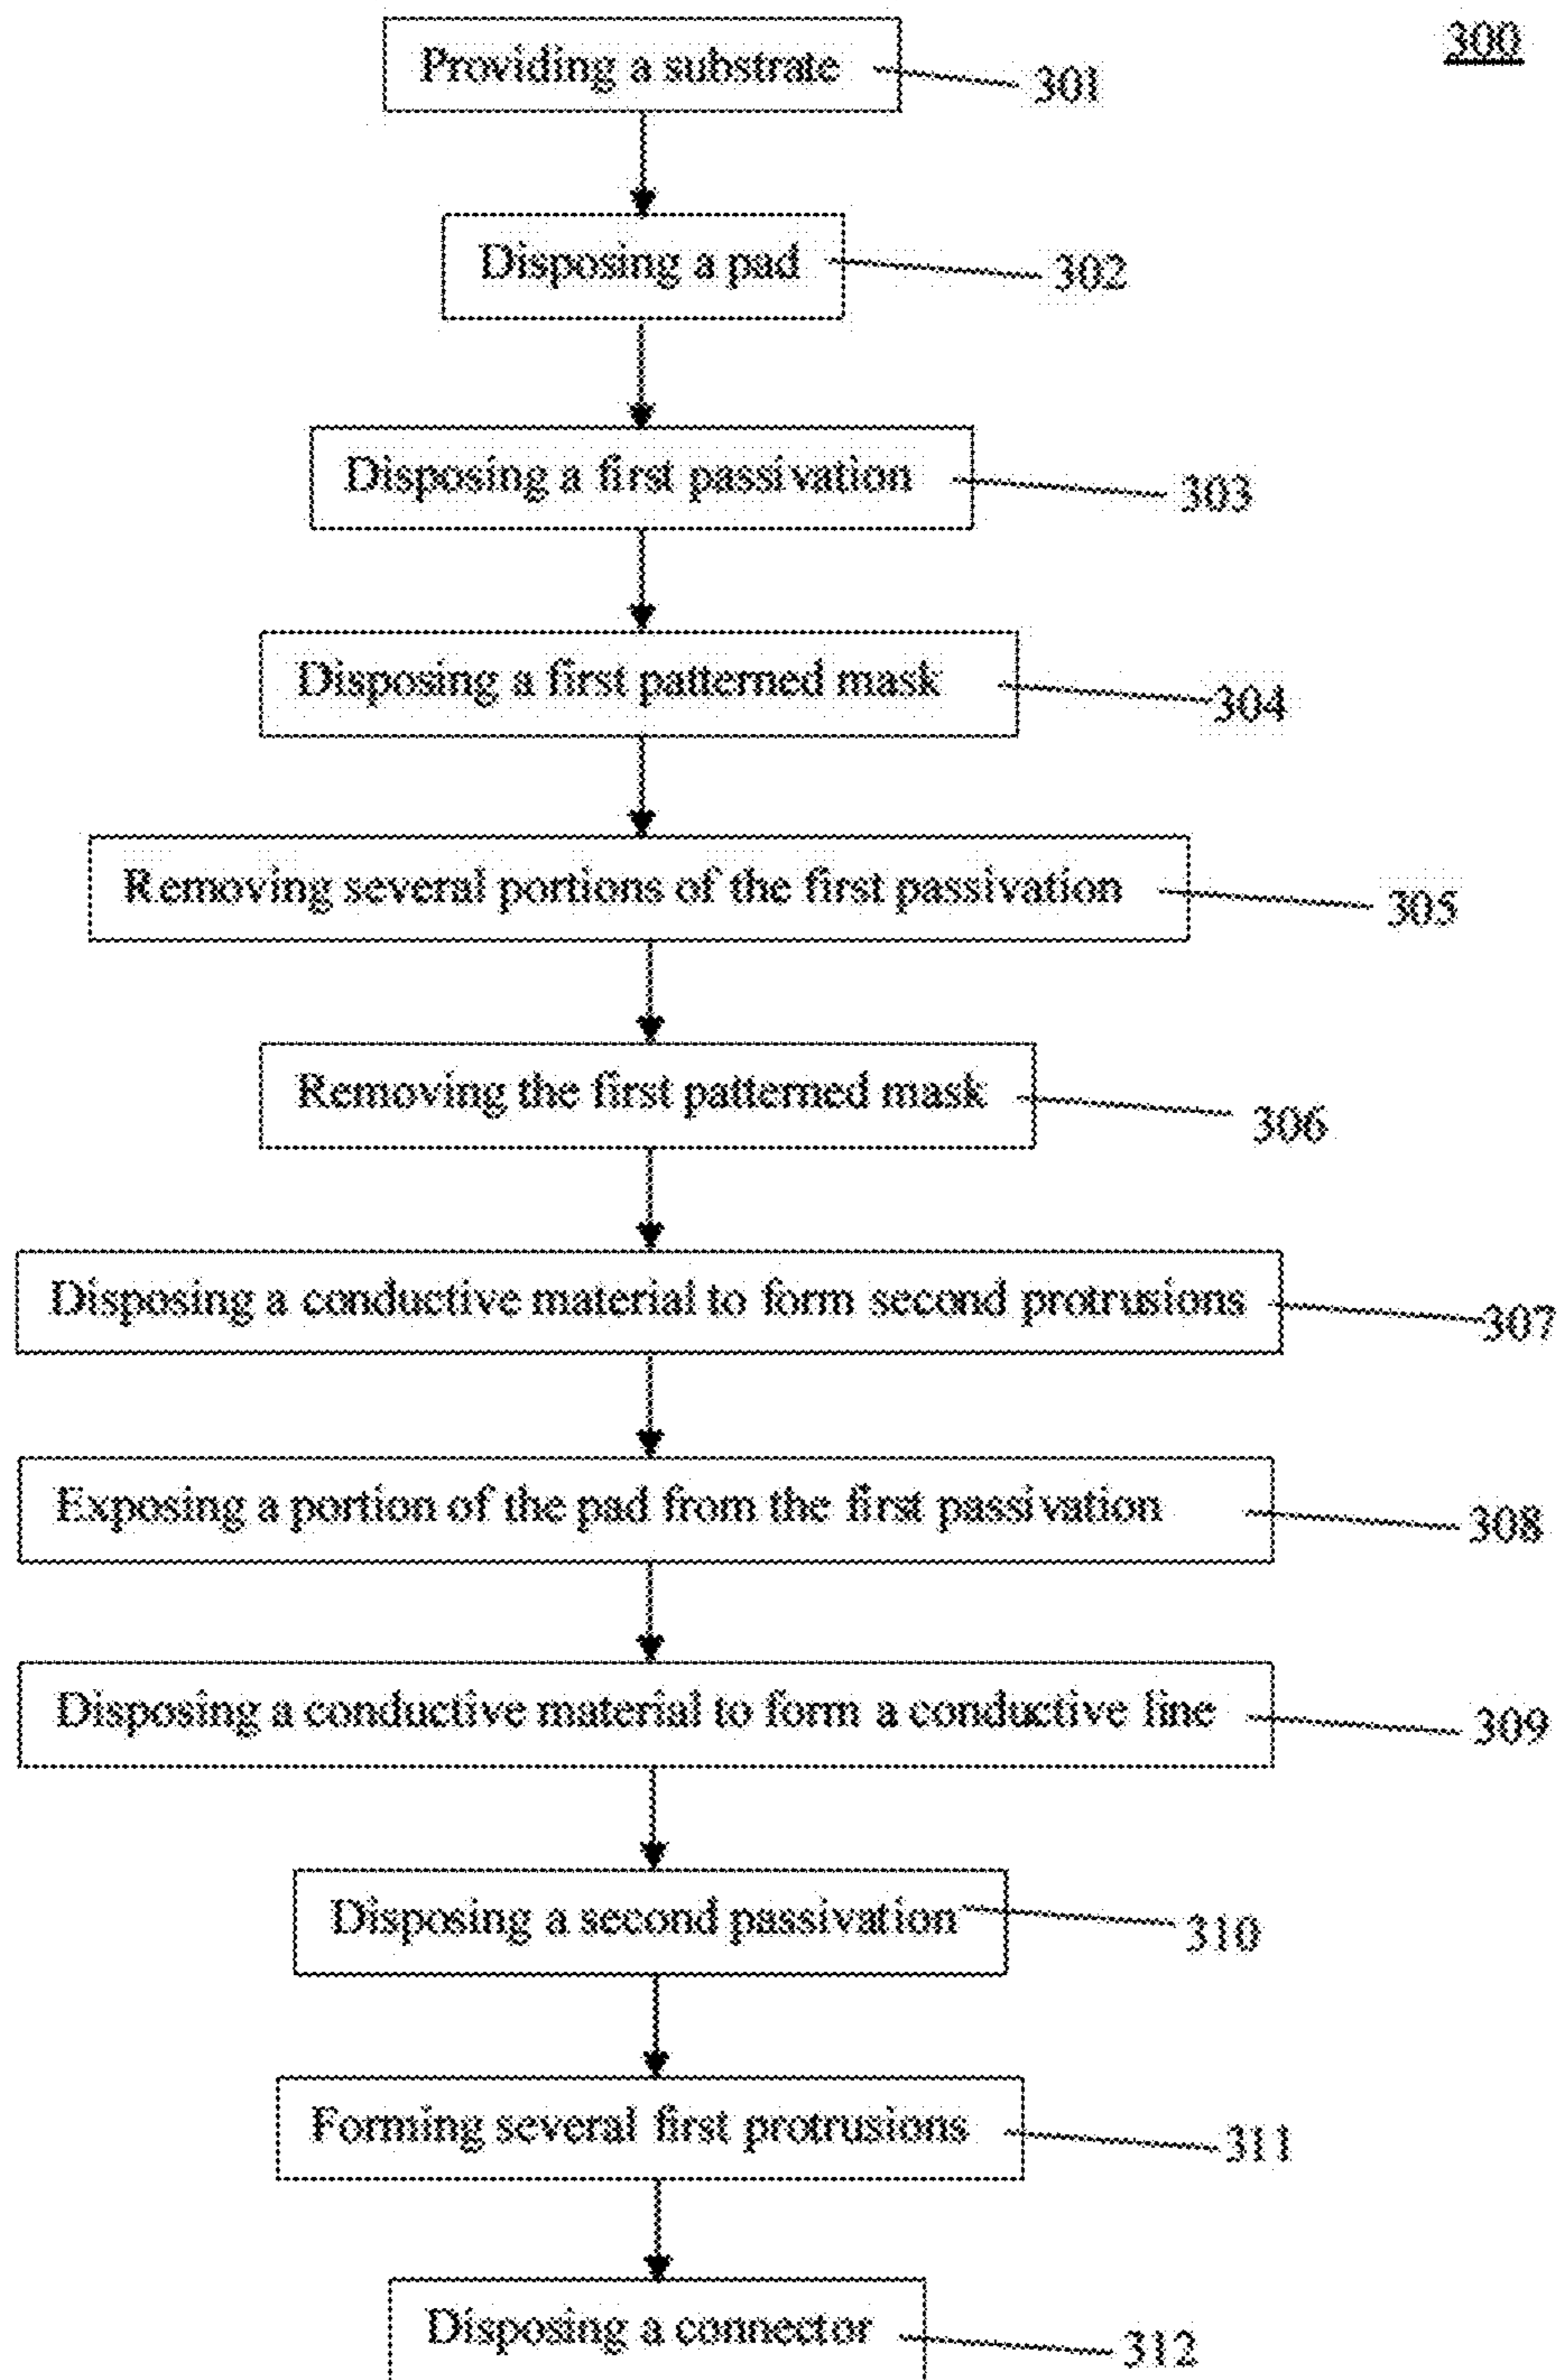 300
Providing a substrate 301
Disposing a pad 302
Disposing a first passivation 303
Disposing a first patterned mask 304
Removing several portions of the first passivation 305
Removing the first patterned mask 306
Disposing a conductive material to form second protrusions 307
Exposing a portion of the pad from the first passivation 308
Disposing a conductive material to form a conductive line 309
Disposing a second passivation 310
Forming several first protrusions 311
Disposing a connector 312